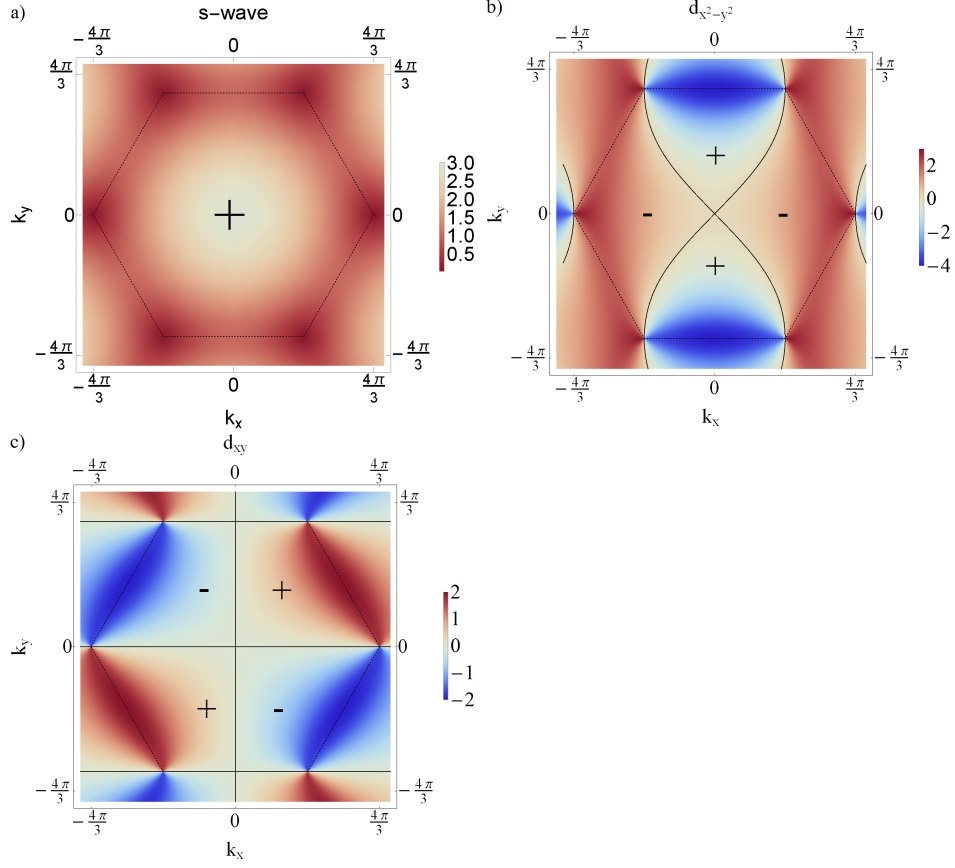 a)
s-wave
-4π/3 0 4π/3
4π/3 4π/3
k_y 0 + 0
-4π/3 -4π/3
-4π/3 0 4π/3
k_x
3.0
2.5
2.0
1.5
1.0
0.5
b)
d_{x²-y²}
-4π/3 0 4π/3
4π/3 4π/3
+
k_y 0 - - 0
+
-4π/3 -4π/3
-4π/3 0 4π/3
k_x
2
0
-2
-4
c)
d_{xy}
-4π/3 0 4π/3
4π/3 4π/3
- +
k_y 0 0
+ -
-4π/3 -4π/3
-4π/3 0 4π/3
k_x
2
1
0
-1
-2